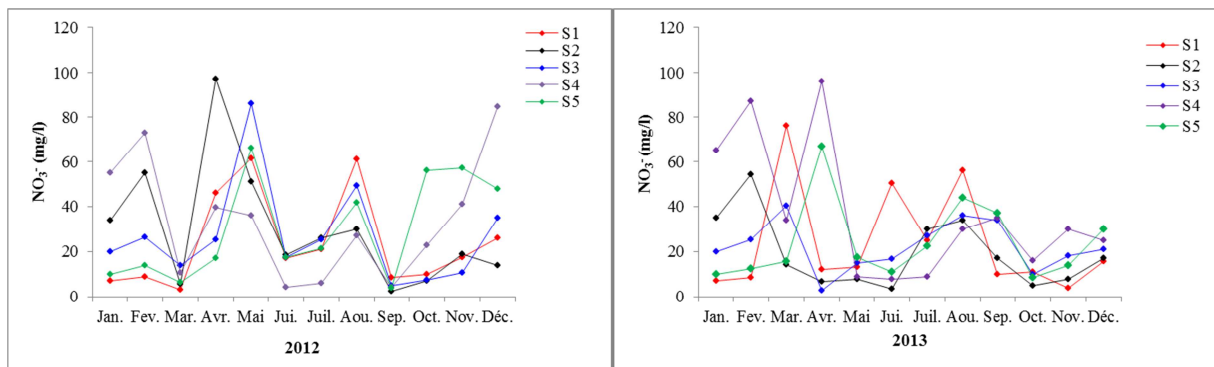 120
100
80
60
40
20
0
NO₃⁻ (mg/l)
Jan. Fev. Mar. Avr. Mai Jui. Juil. Aou. Sep. Oct. Nov. Déc.
2012
S1
S2
S3
S4
S5
120
100
80
60
40
20
0
NO₃⁻ (mg/l)
Jan. Fev. Mar. Avr. Mai Jui. Juil. Aou. Sep. Oct. Nov. Déc.
2013
S1
S2
S3
S4
S5